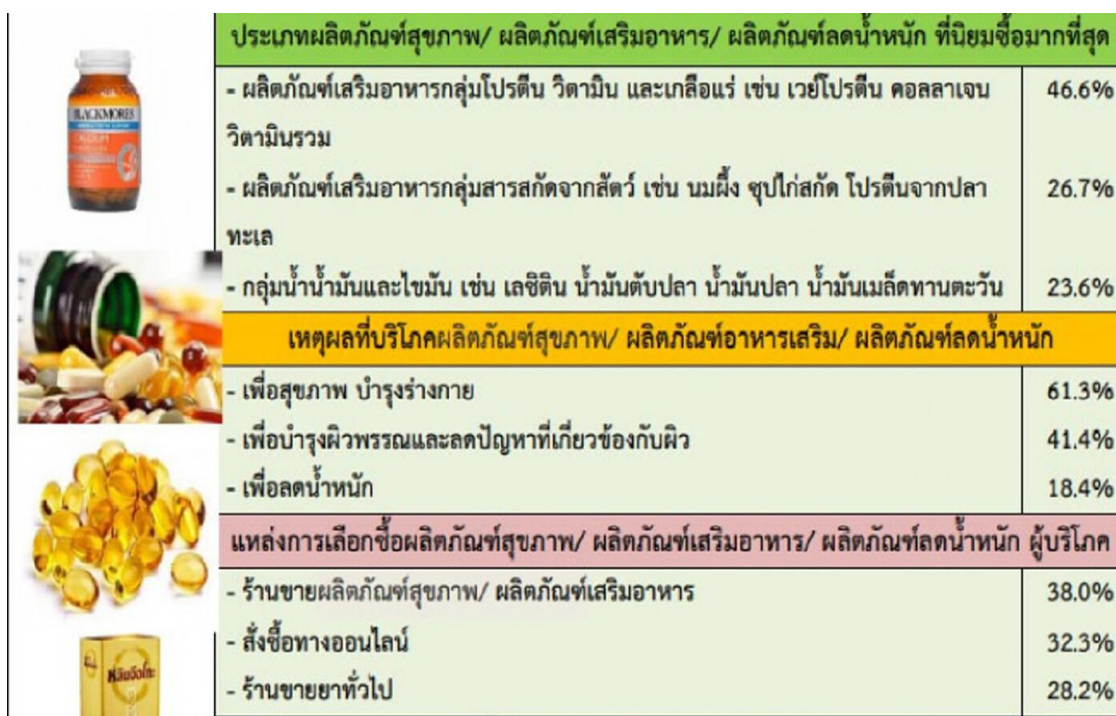 ประเภทผลิตภัณฑ์สุขภาพ/ ผลิตภัณฑ์เสริมอาหาร/ ผลิตภัณฑ์ลดน้ำหนัก ที่นิยมซื้อมากที่สุด
- ผลิตภัณฑ์เสริมอาหารกลุ่มโปรตีน วิตามิน และเกลือแร่ เช่น เวย์โปรตีน คอลลาเจน 46.6%
วิตามินรวม
- ผลิตภัณฑ์เสริมอาหารกลุ่มสารสกัดจากสัตว์ เช่น นมผึ้ง ซุปไก่สกัด โปรตีนจากปลา 26.7%
ทะเล
- กลุ่มน้ำน้ำมันและไขมัน เช่น เลซิติน น้ำมันตับปลา น้ำมันปลา น้ำมันเมล็ดทานตะวัน 23.6%
เหตุผลที่บริโภคผลิตภัณฑ์สุขภาพ/ ผลิตภัณฑ์อาหารเสริม/ ผลิตภัณฑ์ลดน้ำหนัก
- เพื่อสุขภาพ บำรุงร่างกาย 61.3%
- เพื่อบำรุงผิวพรรณและลดปัญหาที่เกี่ยวข้องกับผิว 41.4%
- เพื่อลดน้ำหนัก 18.4%
แหล่งการเลือกซื้อผลิตภัณฑ์สุขภาพ/ ผลิตภัณฑ์เสริมอาหาร/ ผลิตภัณฑ์ลดน้ำหนัก ผู้บริโภค
- ร้านขายผลิตภัณฑ์สุขภาพ/ ผลิตภัณฑ์เสริมอาหาร 38.0%
- สั่งซื้อทางออนไลน์ 32.3%
- ร้านขายยาทั่วไป 28.2%
BLACKMORES
CALCIUM